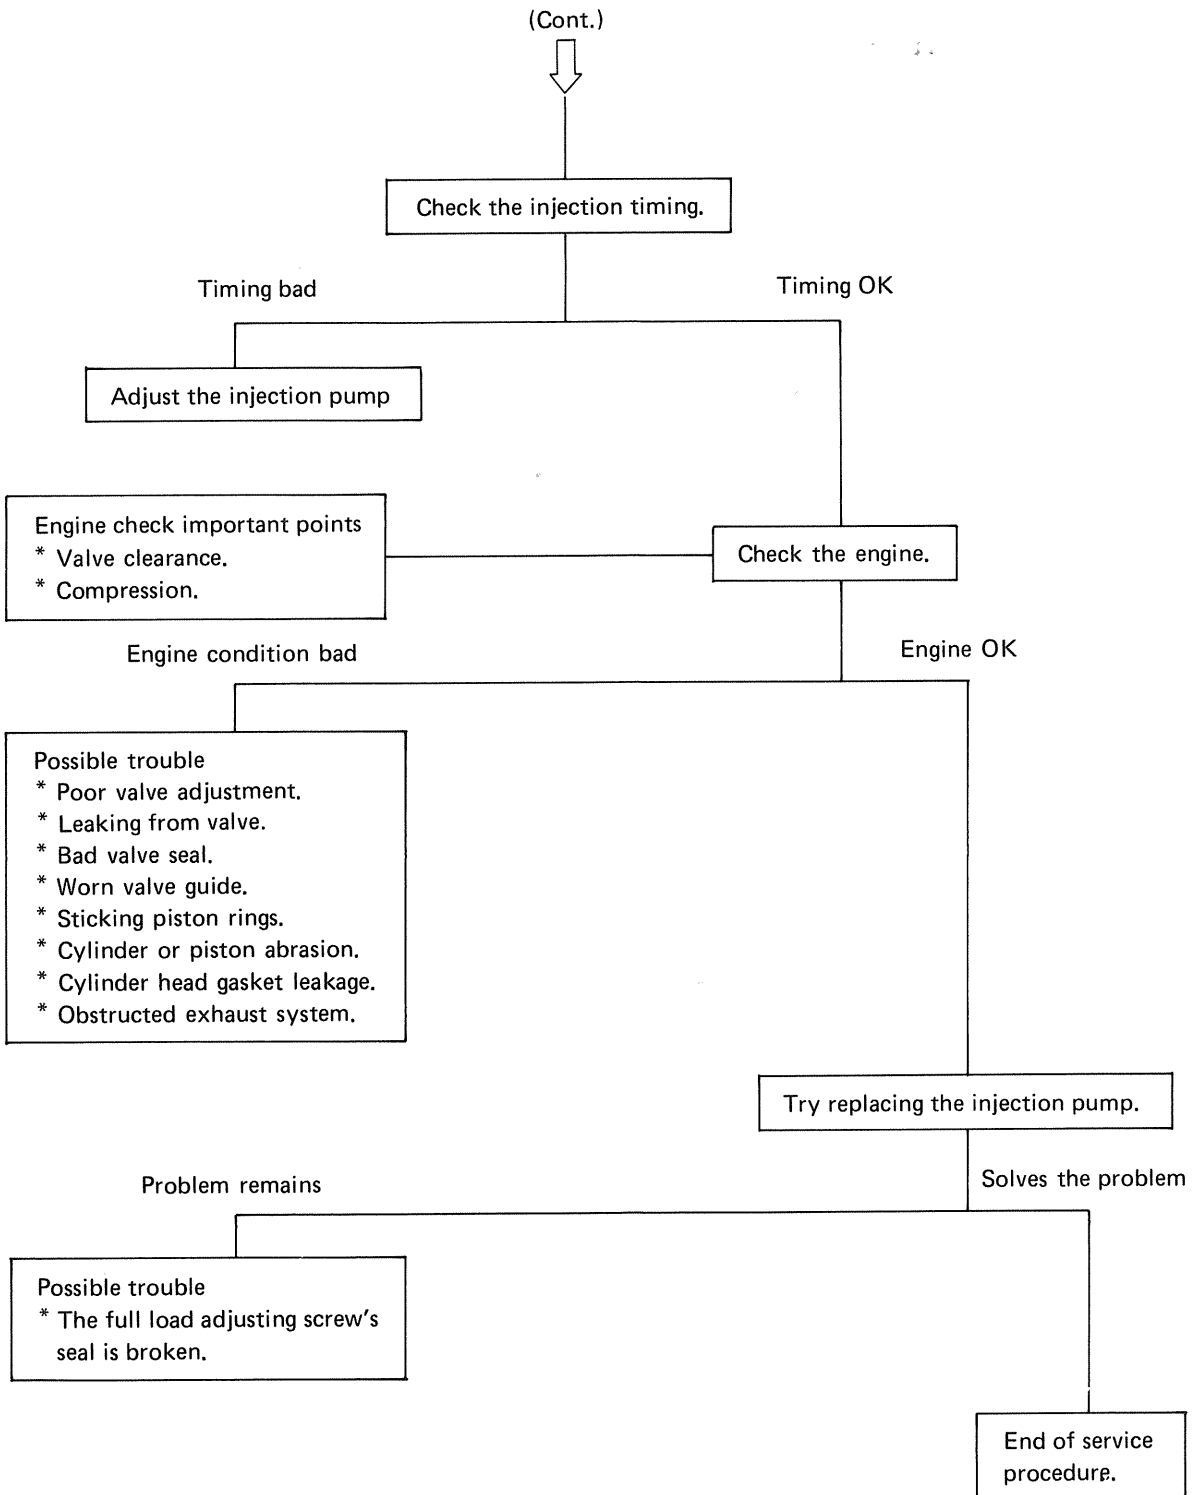 (Cont.)
Check the injection timing.
Timing bad
Timing OK
Adjust the injection pump
Engine check important points
* Valve clearance.
* Compression.
Check the engine.
Engine condition bad
Engine OK
Possible trouble
* Poor valve adjustment.
* Leaking from valve.
* Bad valve seal.
* Worn valve guide.
* Sticking piston rings.
* Cylinder or piston abrasion.
* Cylinder head gasket leakage.
* Obstructed exhaust system.
Try replacing the injection pump.
Problem remains
Solves the problem
Possible trouble
* The full load adjusting screw's
seal is broken.
End of service
procedure.